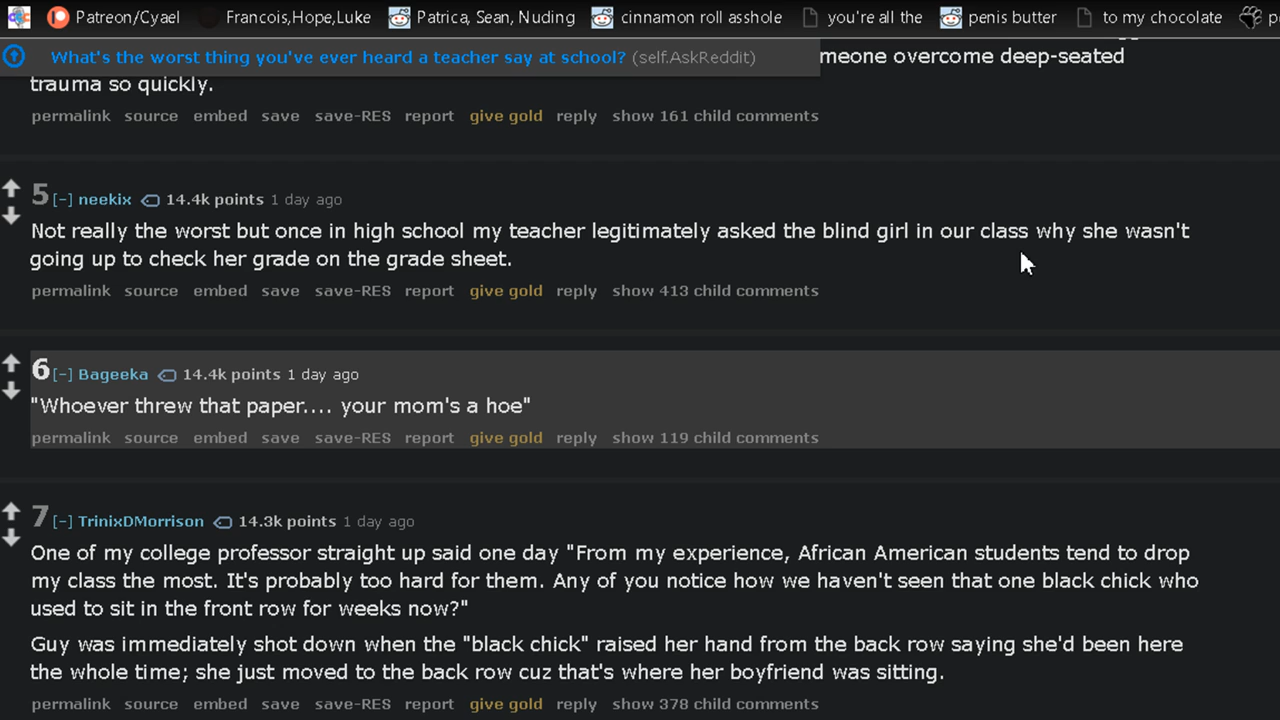 Patreon/Cyael Francois,Hope,Luke Patrica, Sean, Nuding cinnamon roll asshole you're all the penis butter to my chocolate
What's the worst thing you've ever heard a teacher say at school? (self.AskReddit)
meone overcome deep-seated
trauma so quickly.
permalink source embed save save-RES report give gold reply show 161 child comments
5 [-] neekix 14.4k points 1 day ago
Not really the worst but once in high school my teacher legitimately asked the blind girl in our class why she wasn't
going up to check her grade on the grade sheet.
permalink source embed save save-RES report give gold reply show 413 child comments
6 [-] Bageeka 14.4k points 1 day ago
"Whoever threw that paper.... your mom's a hoe"
permalink source embed save save-RES report give gold reply show 119 child comments
7 [-] TrinixDMorrison 14.3k points 1 day ago
One of my college professor straight up said one day "From my experience, African American students tend to drop
my class the most. It's probably too hard for them. Any of you notice how we haven't seen that one black chick who
used to sit in the front row for weeks now?"
Guy was immediately shot down when the "black chick" raised her hand from the back row saying she'd been here
the whole time; she just moved to the back row cuz that's where her boyfriend was sitting.
permalink source embed save save-RES report give gold reply show 378 child comments